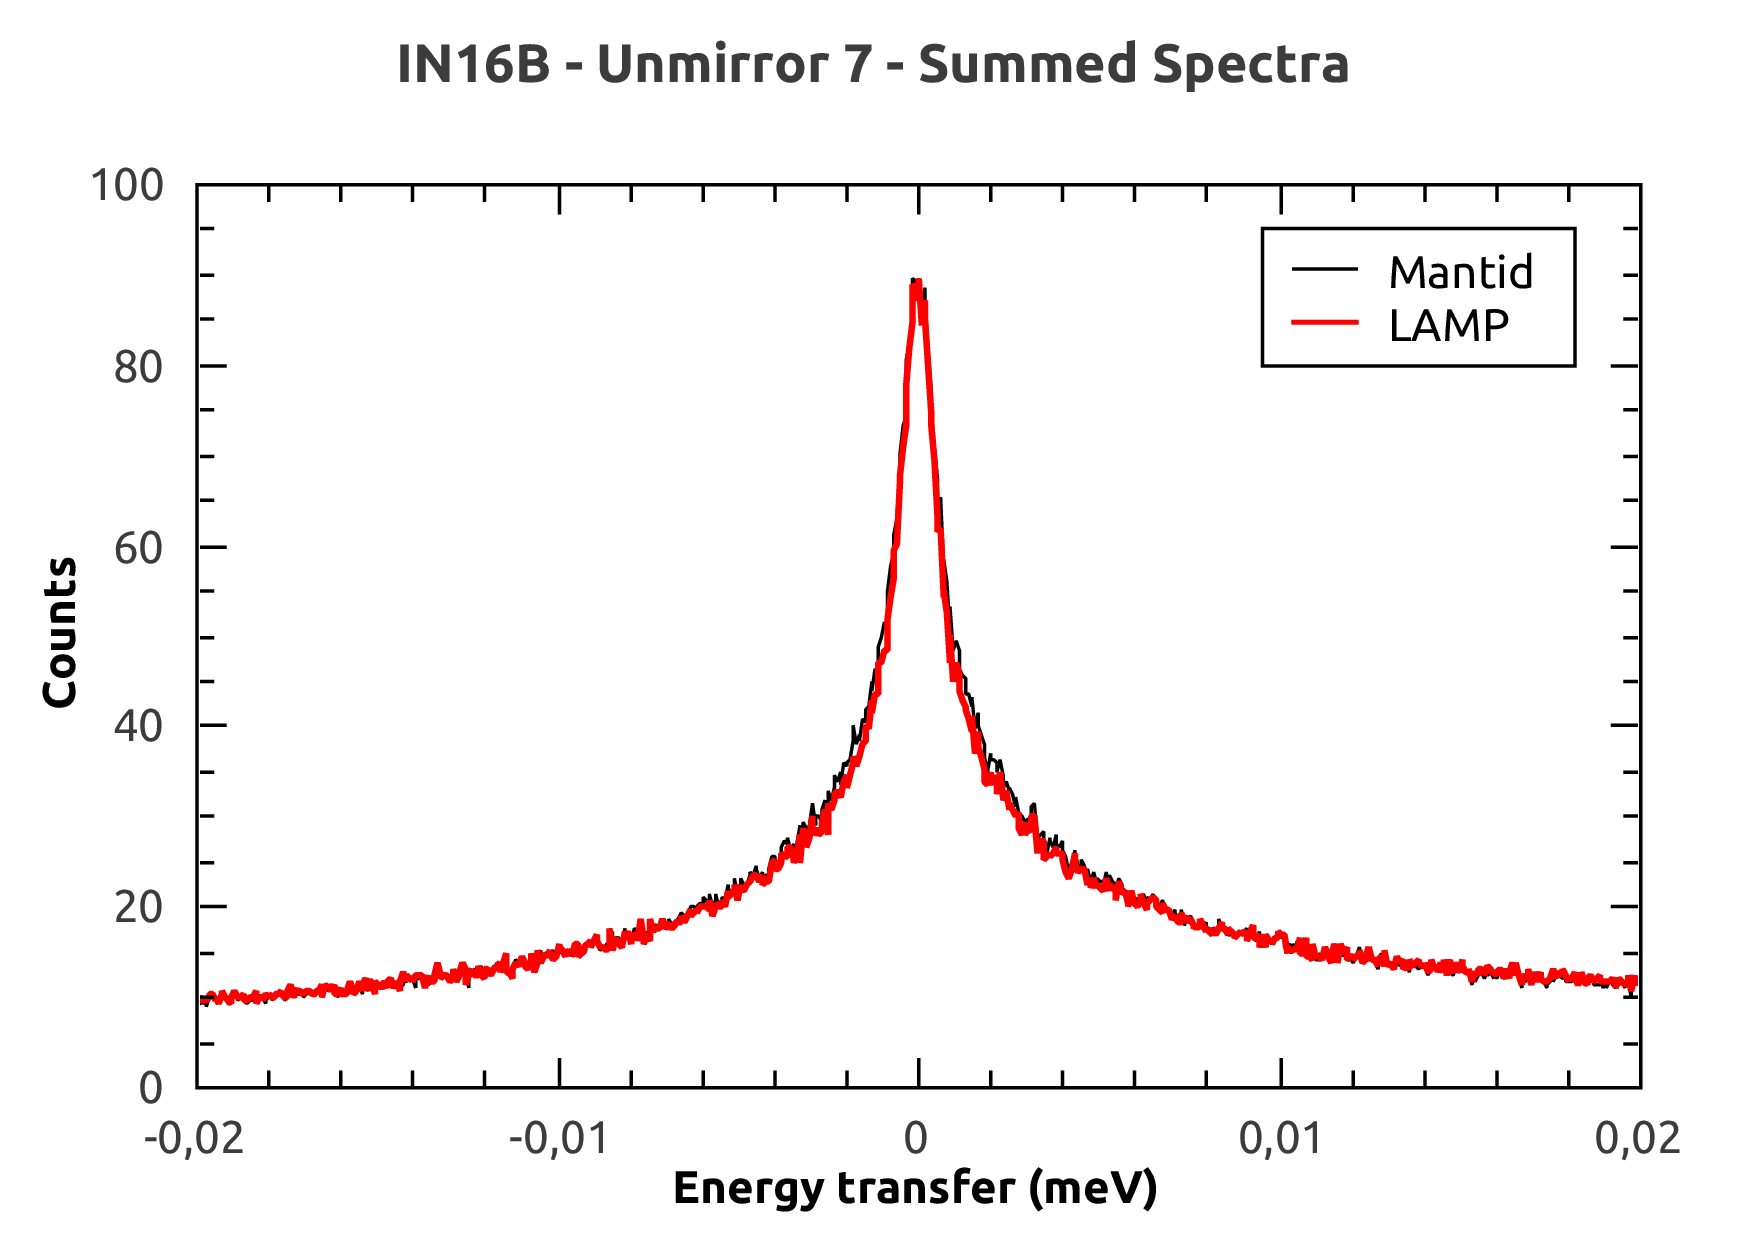 IN16B - Unmirror 7 - Summed Spectra
100
80
60
40
20
0
Counts
Mantid
LAMP
-0,02 -0,01 0 0,01 0,02
Energy transfer (meV)